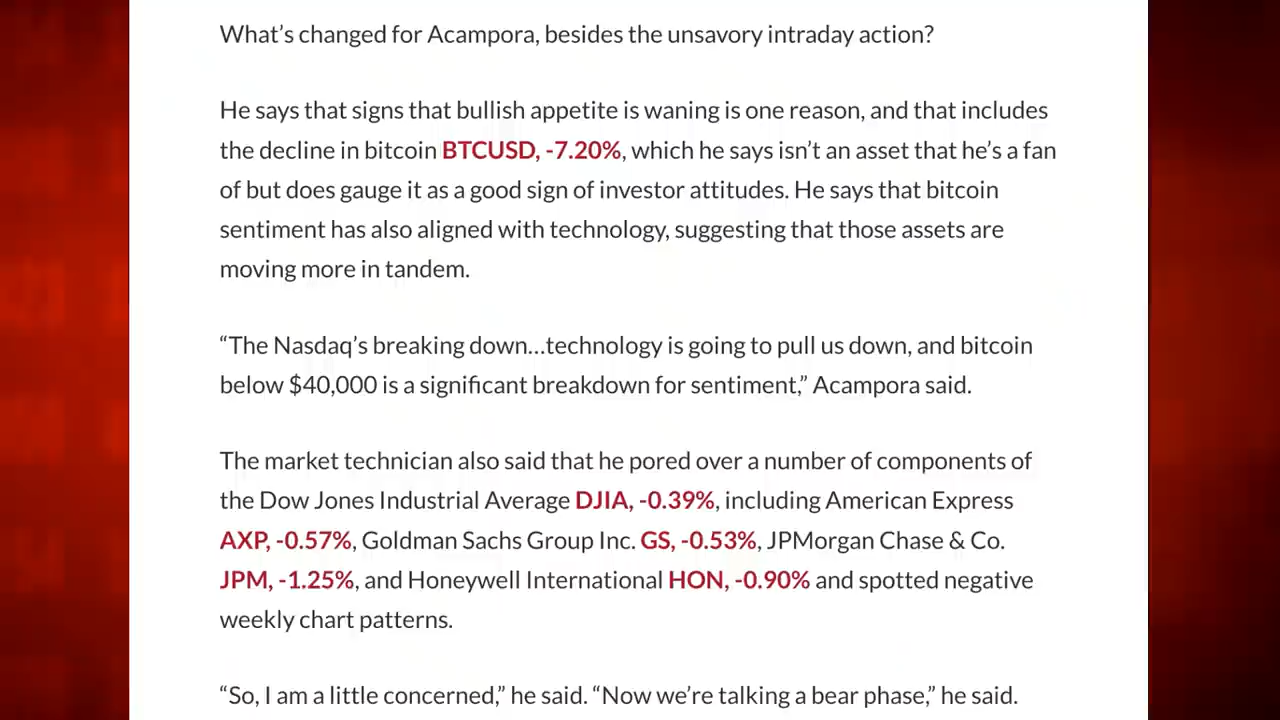 What’s changed for Acampora, besides the unsavory intraday action?
He says that signs that bullish appetite is waning is one reason, and that includes
the decline in bitcoin BTCUSD, -7.20%, which he says isn’t an asset that he’s a fan
of but does gauge it as a good sign of investor attitudes. He says that bitcoin
sentiment has also aligned with technology, suggesting that those assets are
moving more in tandem.
“The Nasdaq’s breaking down…technology is going to pull us down, and bitcoin
below $40,000 is a significant breakdown for sentiment,” Acampora said.
The market technician also said that he pored over a number of components of
the Dow Jones Industrial Average DJIA, -0.39%, including American Express
AXP, -0.57%, Goldman Sachs Group Inc. GS, -0.53%, JPMorgan Chase & Co.
JPM, -1.25%, and Honeywell International HON, -0.90% and spotted negative
weekly chart patterns.
“So, I am a little concerned,” he said. “Now we’re talking a bear phase,” he said.